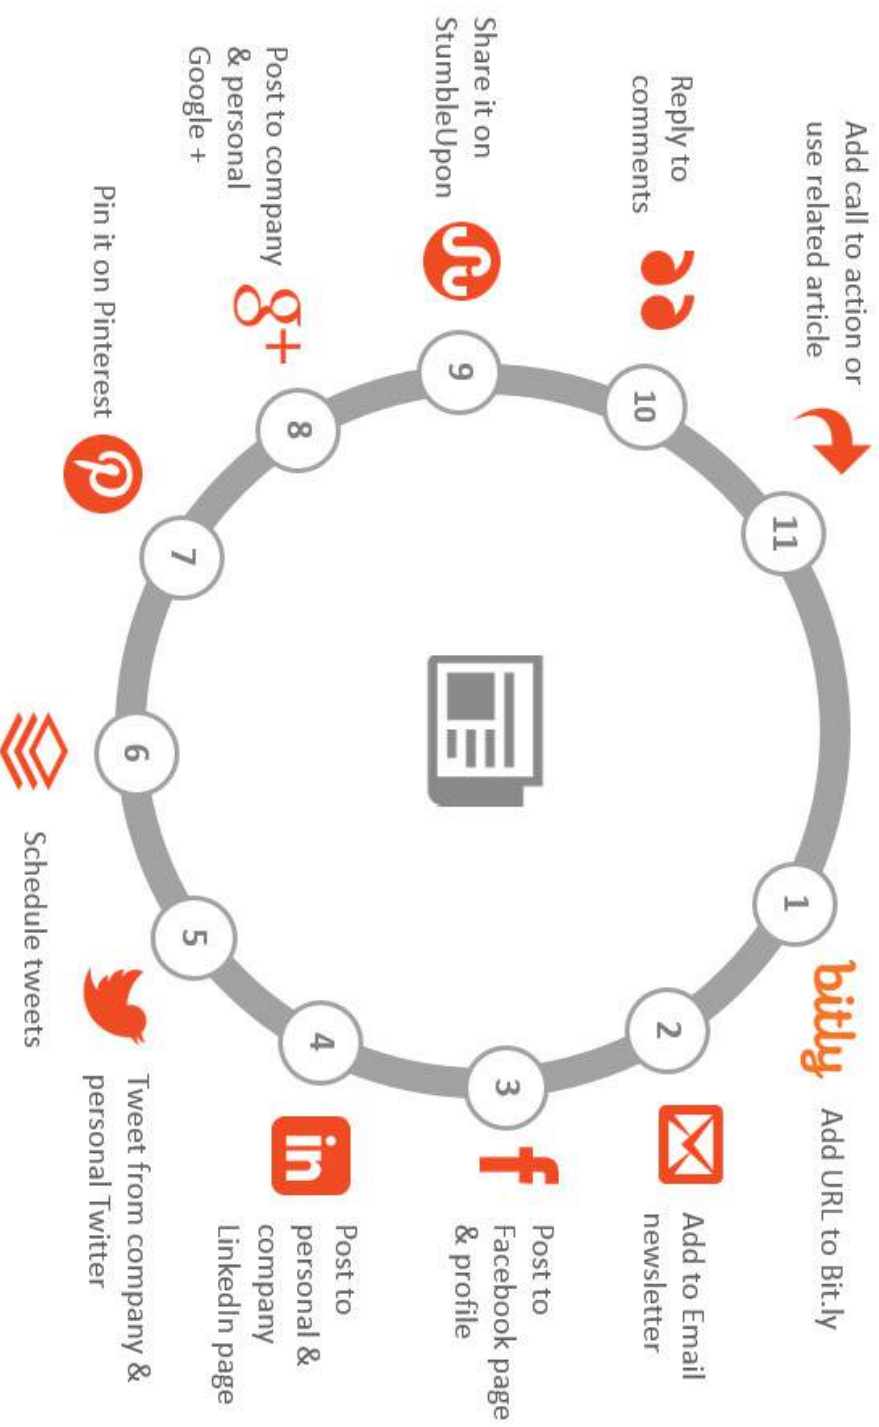 1
bitly
Add URL to Bit.ly
2
Add to Email
newsletter
3
f
Post to
Facebook page
& profile
4
in
Post to
personal &
company
LinkedIn page
5
Tweet from company &
personal Twitter
6
Schedule tweets
7
Pin it on Pinterest
8
g+
Post to company
& personal
Google +
9
Share it on
StumbleUpon
10
Reply to
comments
11
Add call to action or
use related article